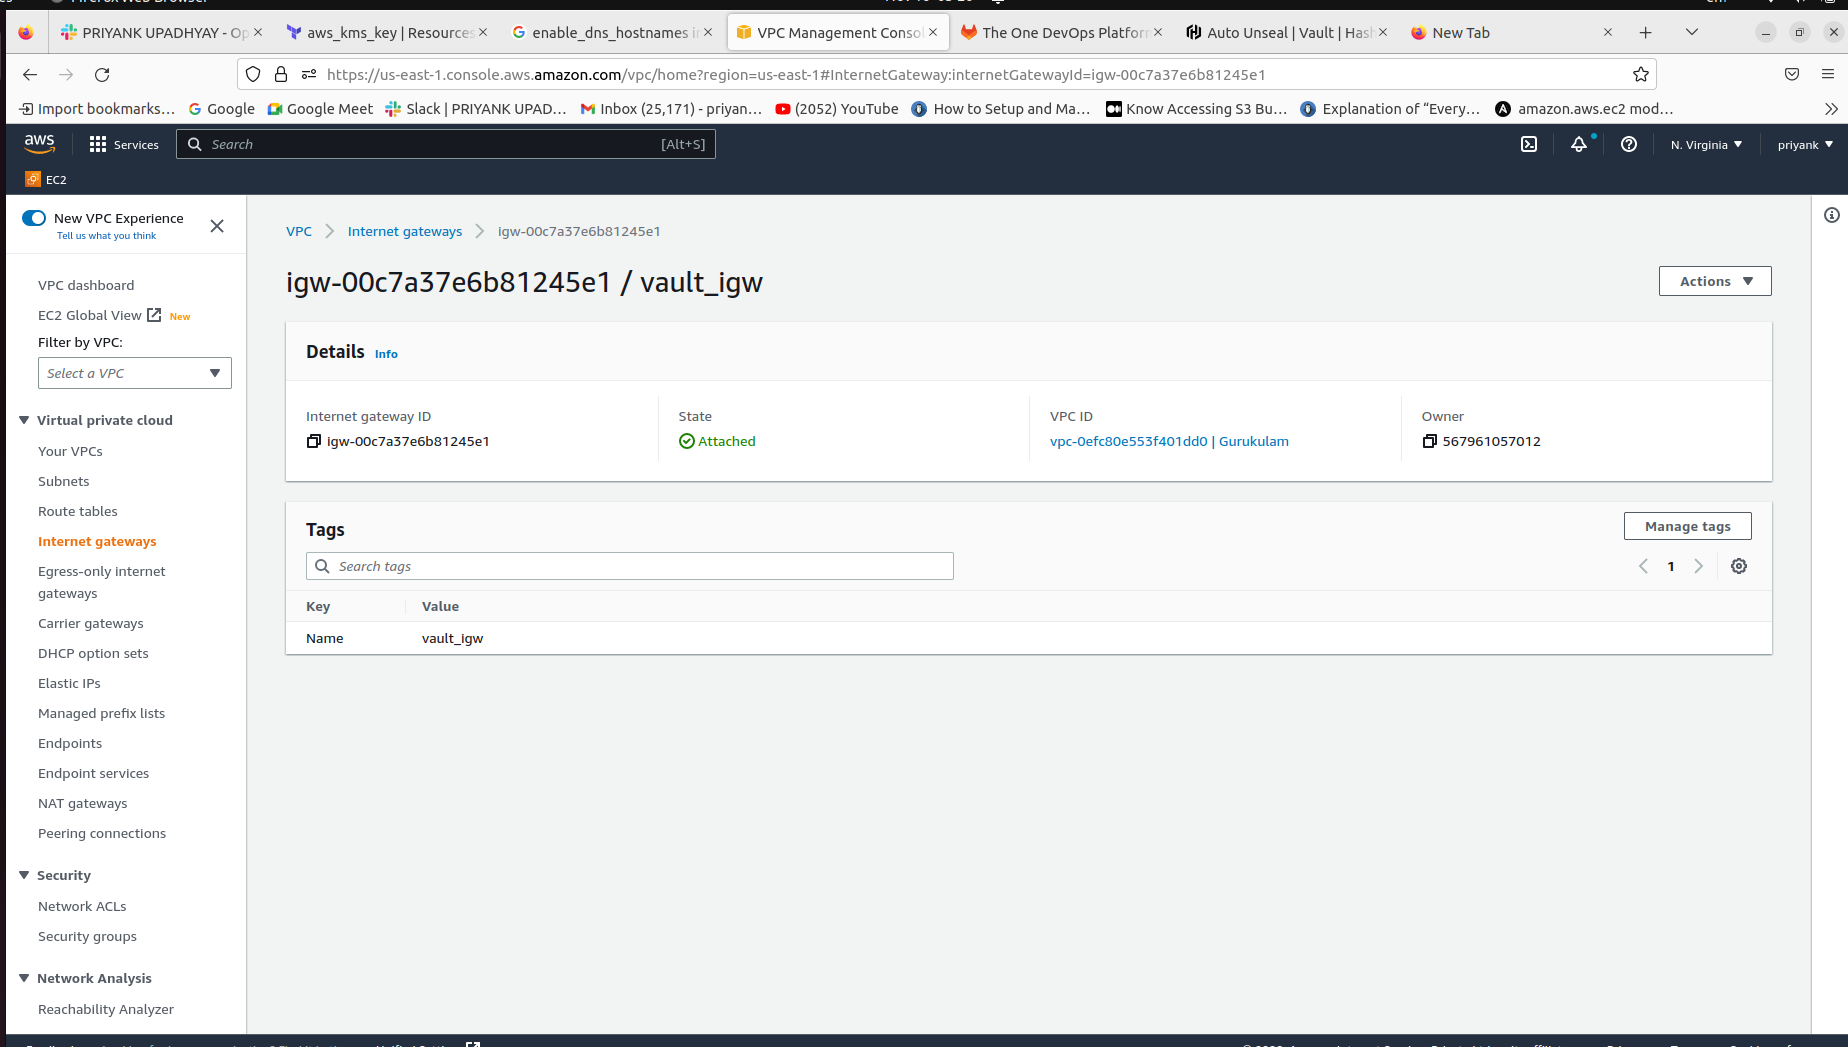 Firefox Web Browser
PRIYANK UPADHYAY - Op
aws_kms_key | Resources
enable_dns_hostnames i
VPC Management Consol
The One DevOps Platfor
Auto Unseal | Vault | Hash
New Tab
https://us-east-1.console.aws.amazon.com/vpc/home?region=us-east-1#InternetGateway:internetGatewayId=igw-00c7a37e6b81245e1
Import bookmarks...
Google
Google Meet
Slack | PRIYANK UPAD...
Inbox (25,171) - priyan...
(2052) YouTube
How to Setup and Ma...
Know Accessing S3 Bu...
Explanation of “Every...
amazon.aws.ec2 mod...
aws
Services
Search
[Alt+S]
N. Virginia
priyank
EC2
New VPC Experience
Tell us what you think
VPC dashboard
EC2 Global View
New
Filter by VPC:
Select a VPC
Virtual private cloud
Your VPCs
Subnets
Route tables
Internet gateways
Egress-only internet
gateways
Carrier gateways
DHCP option sets
Elastic IPs
Managed prefix lists
Endpoints
Endpoint services
NAT gateways
Peering connections
Security
Network ACLs
Security groups
Network Analysis
Reachability Analyzer
VPC
Internet gateways
igw-00c7a37e6b81245e1
igw-00c7a37e6b81245e1 / vault_igw
Actions
Details
Info
Internet gateway ID
igw-00c7a37e6b81245e1
State
Attached
VPC ID
vpc-0efc80e553f401dd0 | Gurukulam
Owner
567961057012
Tags
Manage tags
Search tags
1
Key
Value
Name
vault_igw